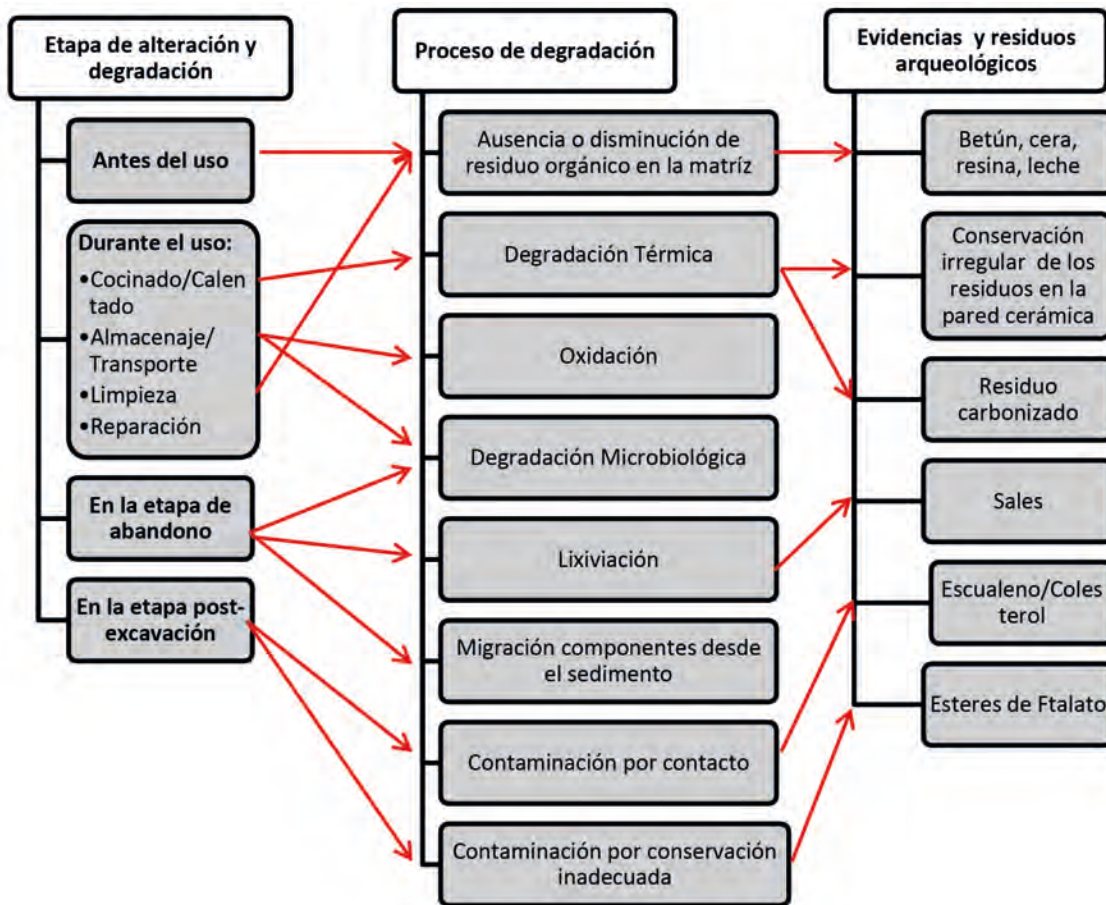 Etapa de alteración y
degradación
Antes del uso
Durante el uso:
•Cocinado/Calen
tado
•Almacenaje/
Transporte
•Limpieza
•Reparación
En la etapa de
abandono
En la etapa post-
excavación
Proceso de degradación
Ausencia o disminución de
residuo orgánico en la matríz
Degradación Térmica
Oxidación
Degradación Microbiológica
Lixiviación
Migración componentes desde
el sedimento
Contaminación por contacto
Contaminación por conservación
inadecuada
Evidencias y residuos
arqueológicos
Betún, cera,
resina, leche
Conservación
irregular de los
residuos en la
pared cerámica
Residuo
carbonizado
Sales
Escualeno/Coles
terol
Esteres de Ftalato